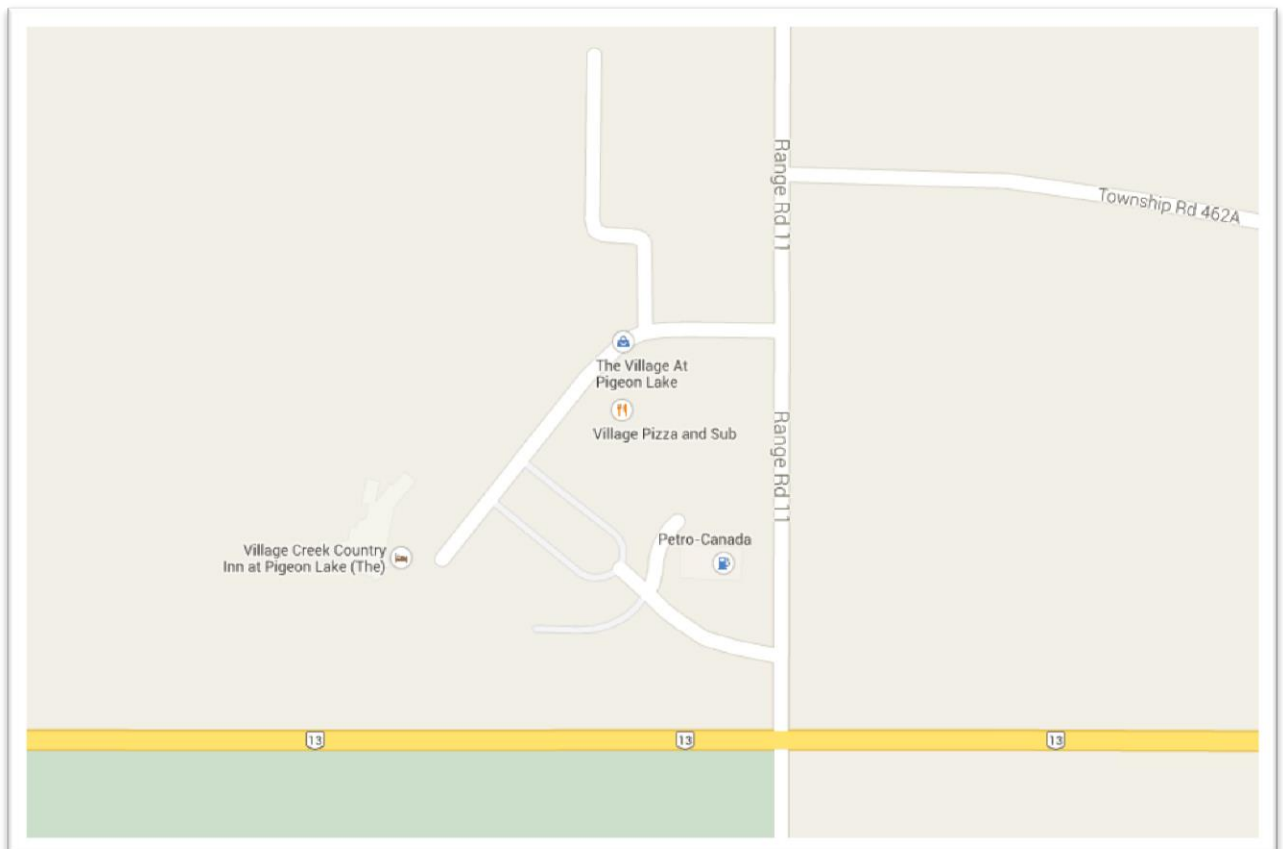 Range Rd 11
Township Rd 462A
The Village At
Pigeon Lake
Village Pizza and Sub
Range Rd 11
Petro-Canada
Village Creek Country
Inn at Pigeon Lake (The)
13
13
13